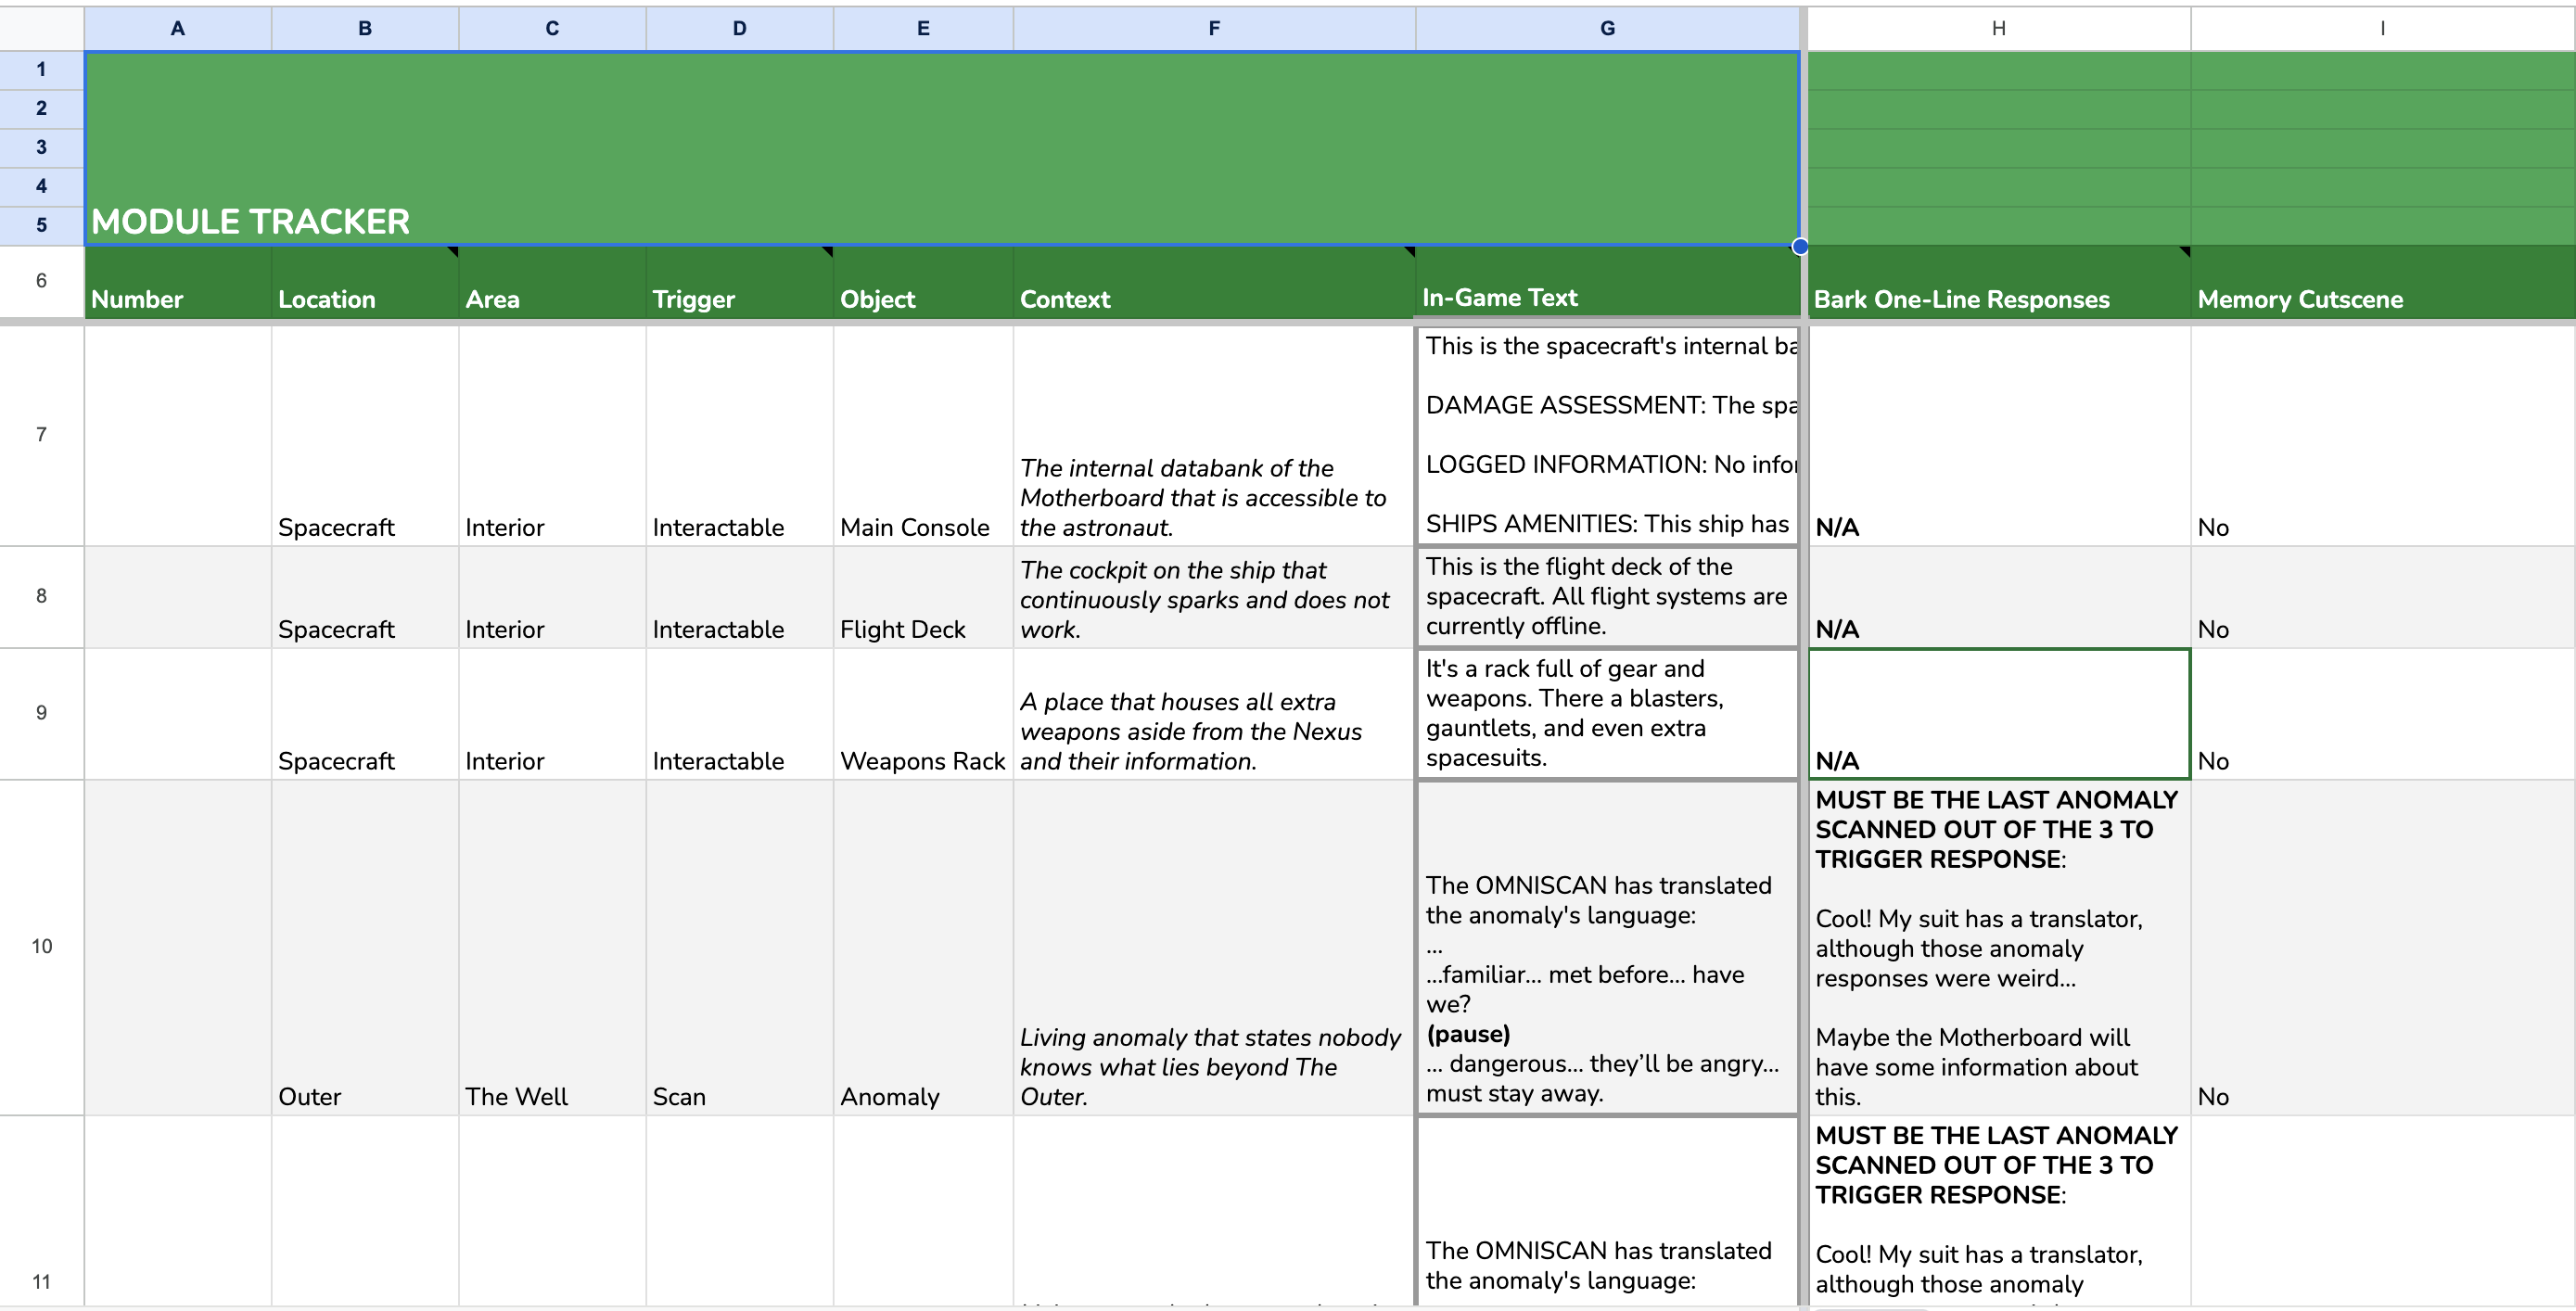 A B C D E F G H I
1
2
3
4
5 MODULE TRACKER
6 Number Location Area Trigger Object Context In-Game Text Bark One-Line Responses Memory Cutscene
7
Spacecraft
Interior
Interactable
Main Console
The internal databank of the
Motherboard that is accessible to
the astronaut.
This is the spacecraft's internal
DAMAGE ASSESSMENT: The
LOGGED INFORMATION: No
SHIPS AMENITIES: This ship has
N/A
No
8
Spacecraft
Interior
Interactable
Flight Deck
The cockpit on the ship that
continuously sparks and does not
work.
This is the flight deck of the
spacecraft. All flight systems are
currently offline.
N/A
No
9
Spacecraft
Interior
Interactable
Weapons Rack
A place that houses all extra
weapons aside from the Nexus
and their information.
It's a rack full of gear and
weapons. There a blasters,
gauntlets, and even extra
spacesuits.
N/A
No
10
Outer
The Well
Scan
Anomaly
Living anomaly that states nobody
knows what lies beyond The
Outer.
The OMNISCAN has translated
the anomaly's language:
...
...familiar... met before... have
we?
(pause)
... dangerous... they’ll be angry...
must stay away.
MUST BE THE LAST ANOMALY
SCANNED OUT OF THE 3 TO
TRIGGER RESPONSE:
Cool! My suit has a translator,
although those anomaly
responses were weird...
Maybe the Motherboard will
have some information about
this.
No
11
The OMNISCAN has translated
the anomaly's language:
MUST BE THE LAST ANOMALY
SCANNED OUT OF THE 3 TO
TRIGGER RESPONSE:
Cool! My suit has a translator,
although those anomaly